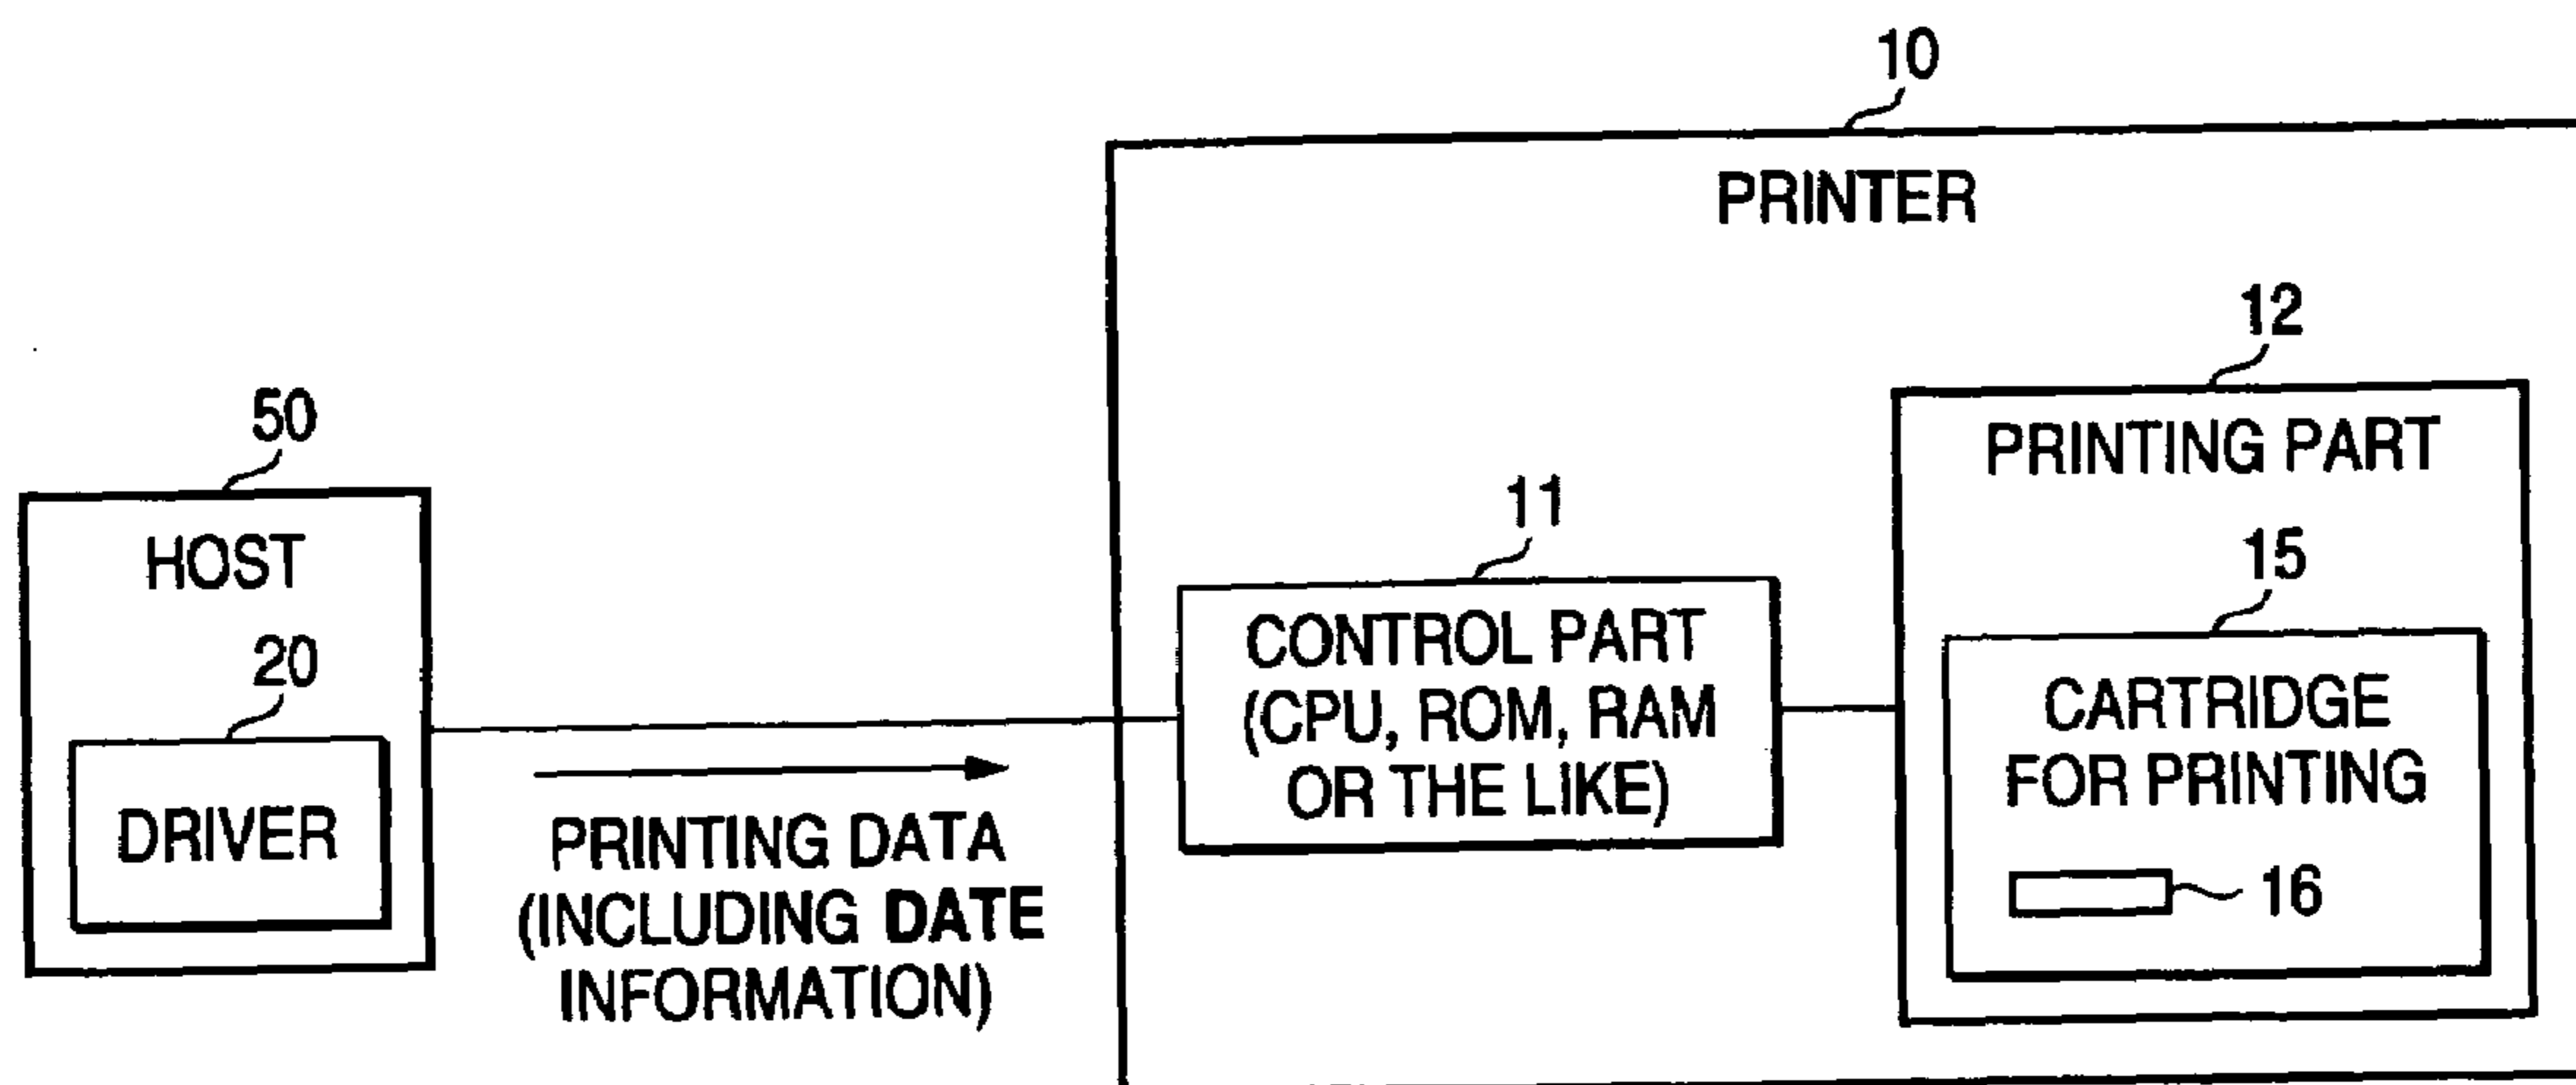 10
PRINTER
12
PRINTING PART
50
HOST
11
CONTROL PART
(CPU, ROM, RAM
OR THE LIKE)
15
CARTRIDGE
FOR PRINTING
16
20
DRIVER
PRINTING DATA
(INCLUDING DATE
INFORMATION)